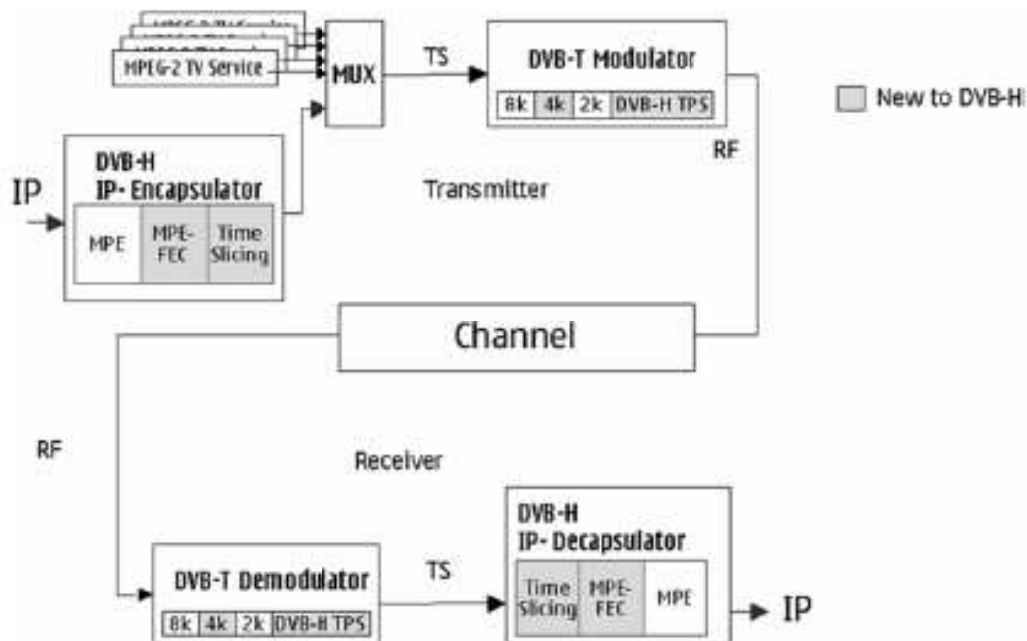 MPEG-2 TV Service
MUX
TS
DVB-T Modulator
8k 4k 2k DVB-H TPS
New to DVB-H
RF
DVB-H
IP- Encapsulator
IP
MPE
MPE-
FEC
Time
Slicing
Transmitter
Channel
RF
Receiver
DVB-T Demodulator
8k 4k 2k DVB-H TPS
TS
DVB-H
IP- Decapsulator
Time
Slicing
MPE-
FEC
MPE
IP